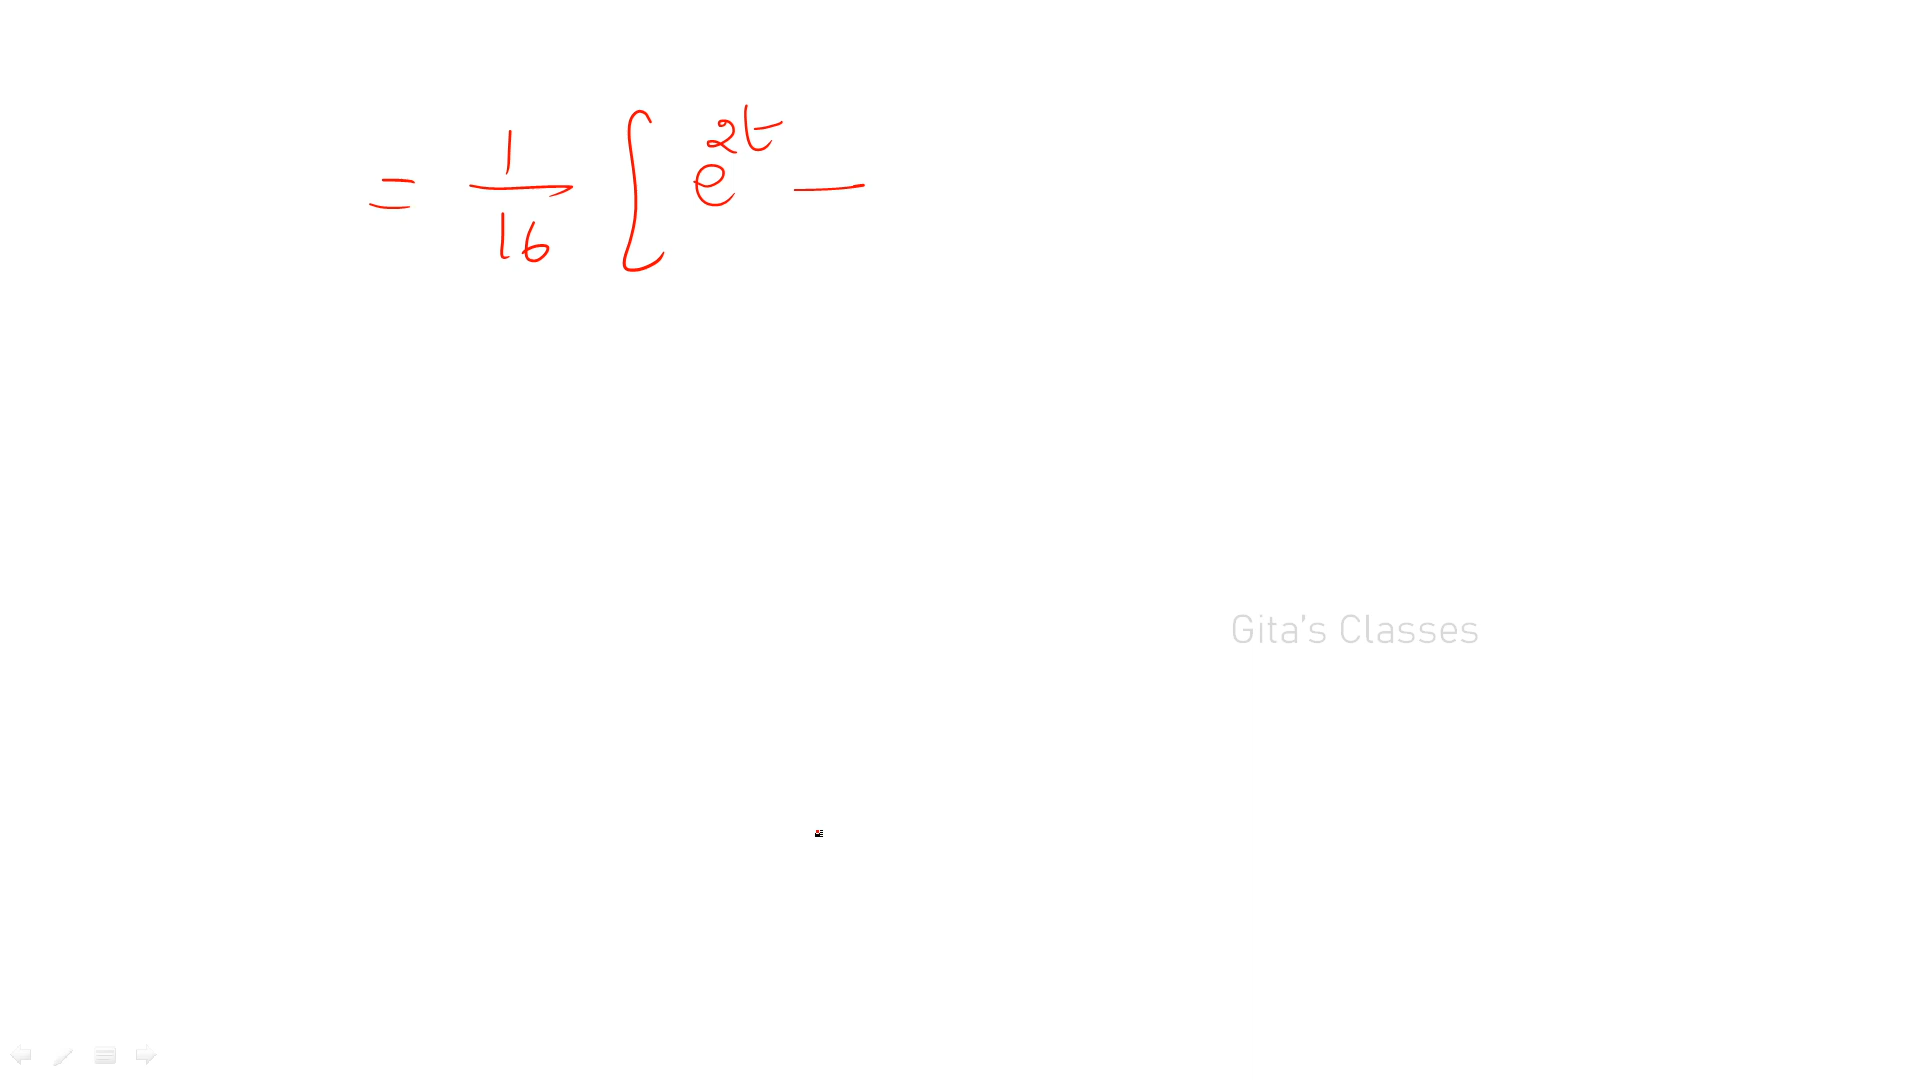 = 1/16 [ e^2t —
Gita's Classes